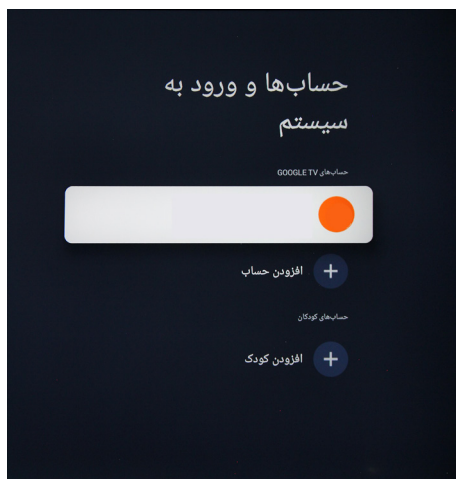 حساب‌ها و ورود به
سیستم
حساب‌های GOOGLE TV
افزودن حساب
حساب‌های کودکان
افزودن کودک